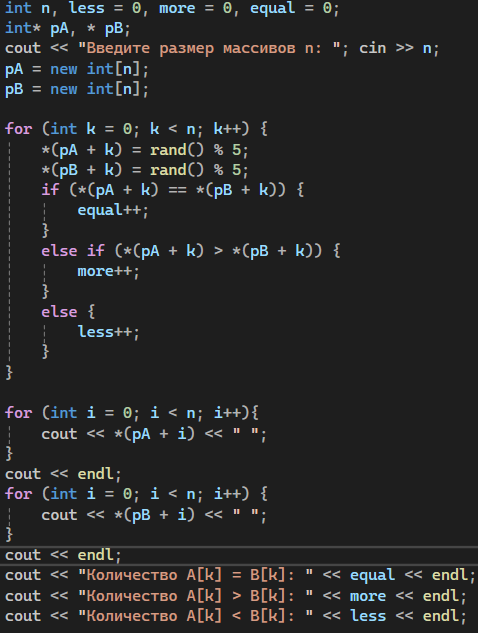 int n, less = 0, more = 0, equal = 0;
int* pA, * pB;
cout << "Введите размер массивов n: "; cin >> n;
pA = new int[n];
pB = new int[n];
for (int k = 0; k < n; k++) {
*(pA + k) = rand() % 5;
*(pB + k) = rand() % 5;
if (*(pA + k) == *(pB + k)) {
equal++;
}
else if (*(pA + k) > *(pB + k)) {
more++;
}
else {
less++;
}
}
for (int i = 0; i < n; i++){
cout << *(pA + i) << " ";
}
cout << endl;
for (int i = 0; i < n; i++) {
cout << *(pB + i) << " ";
}
cout << endl;
cout << "Количество A[k] = B[k]: " << equal << endl;
cout << "Количество A[k] > B[k]: " << more << endl;
cout << "Количество A[k] < B[k]: " << less << endl;